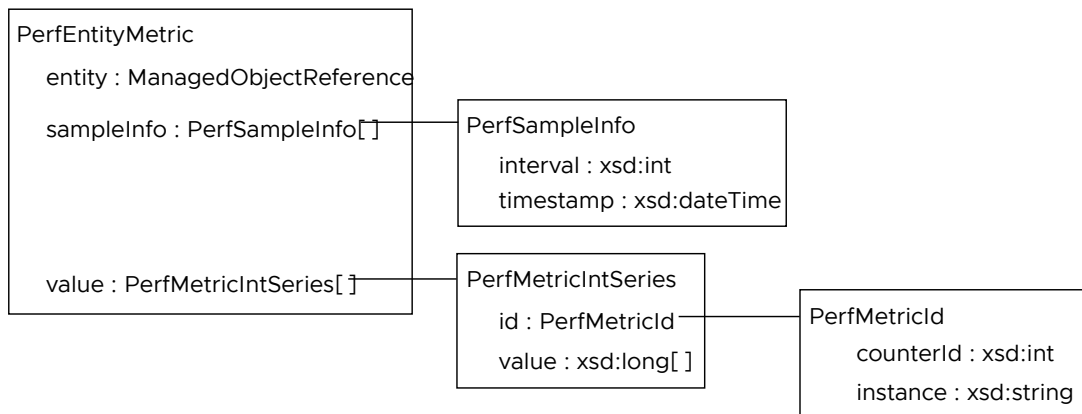 PerfEntityMetric
entity : ManagedObjectReference
sampleInfo : PerfSampleInfo[ ]
value : PerfMetricIntSeries[ ]
PerfSampleInfo
interval : xsd:int
timestamp : xsd:dateTime
PerfMetricIntSeries
id : PerfMetricId
value : xsd:long[ ]
PerfMetricId
counterId : xsd:int
instance : xsd:string